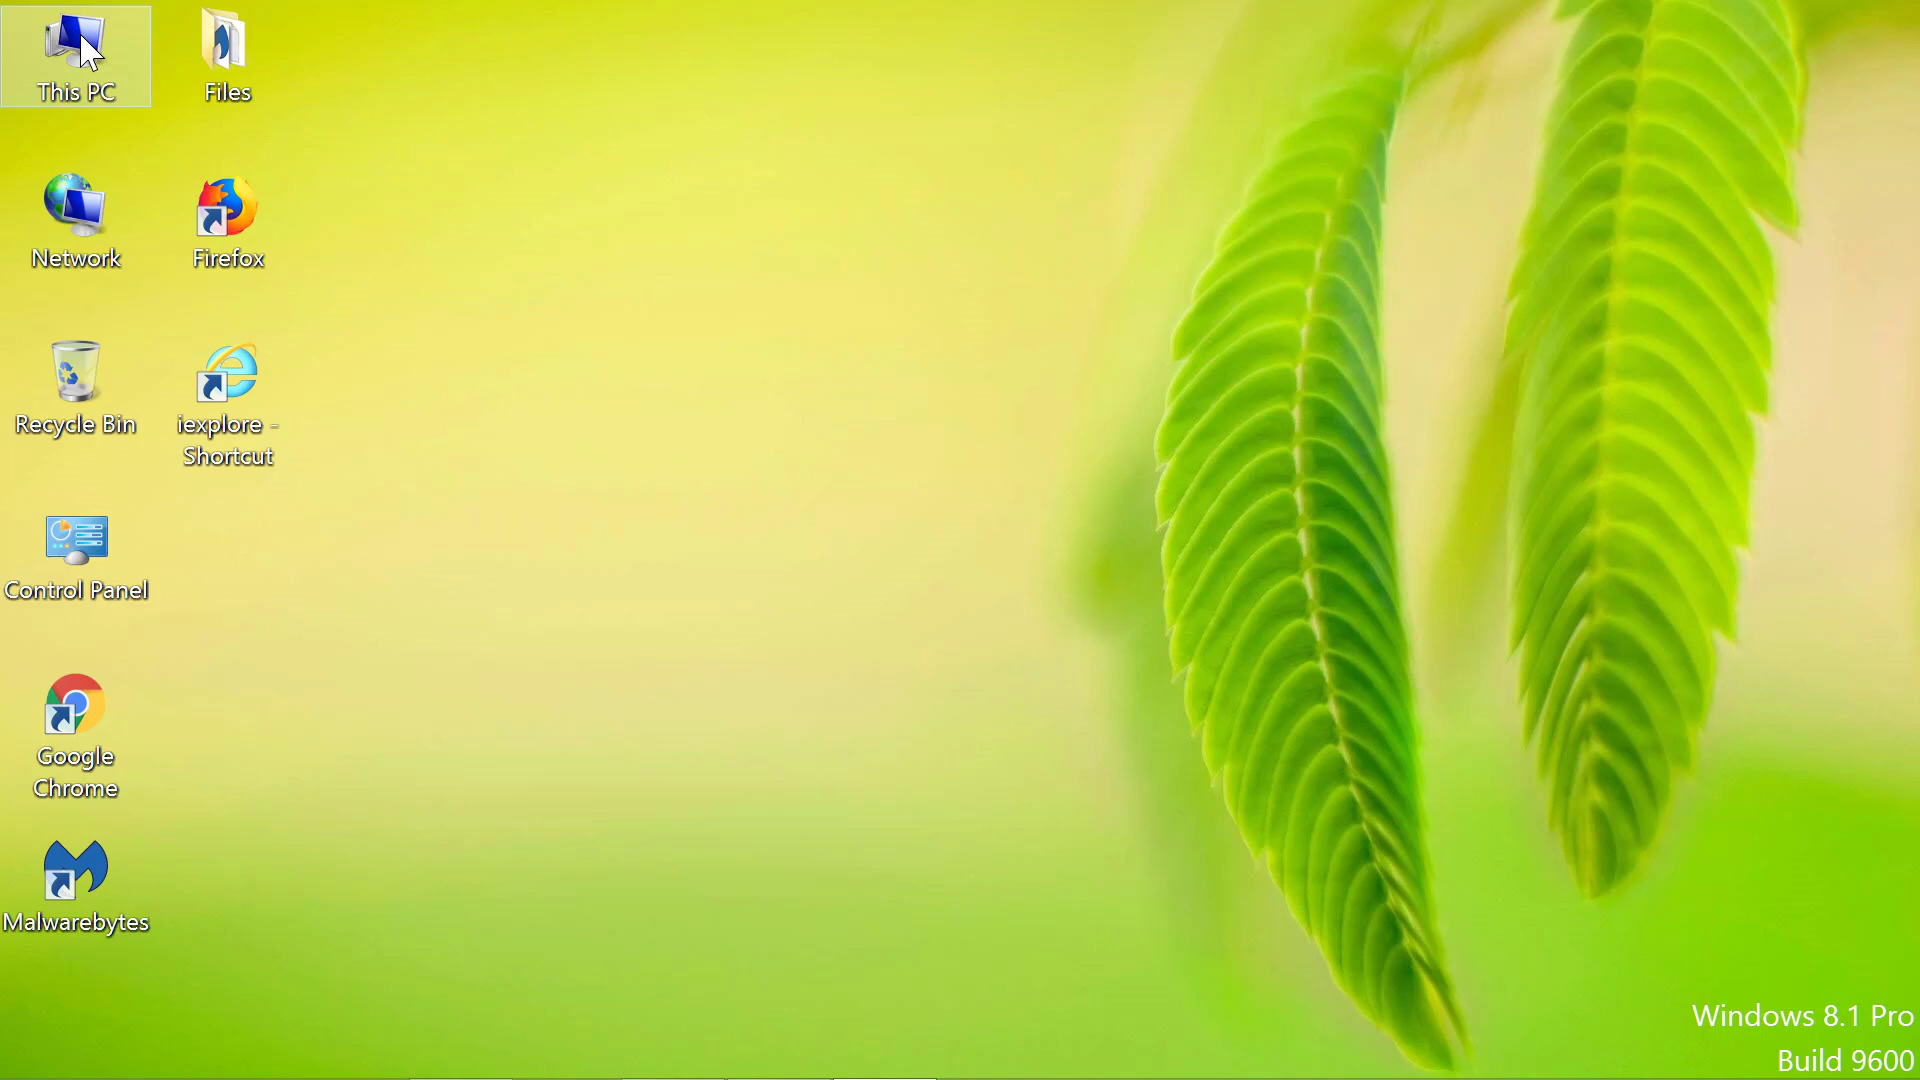 This PC
Files
Network
Firefox
Recycle Bin
iexplore -
Shortcut
Control Panel
Google
Chrome
Malwarebytes
Windows 8.1 Pro
Build 9600